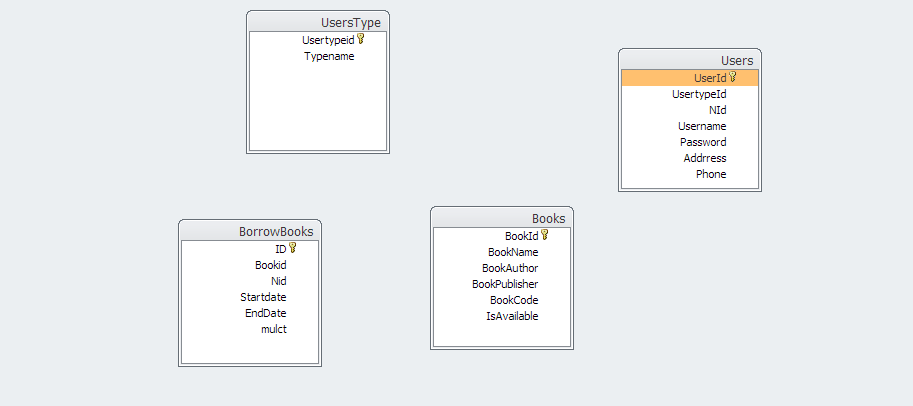 UsersType
Usertypeid
Typename
Users
UserId
UsertypeId
NId
Username
Password
Addrress
Phone
BorrowBooks
ID
Bookid
Nid
Startdate
EndDate
mulct
Books
BookId
BookName
BookAuthor
BookPublisher
BookCode
IsAvailable